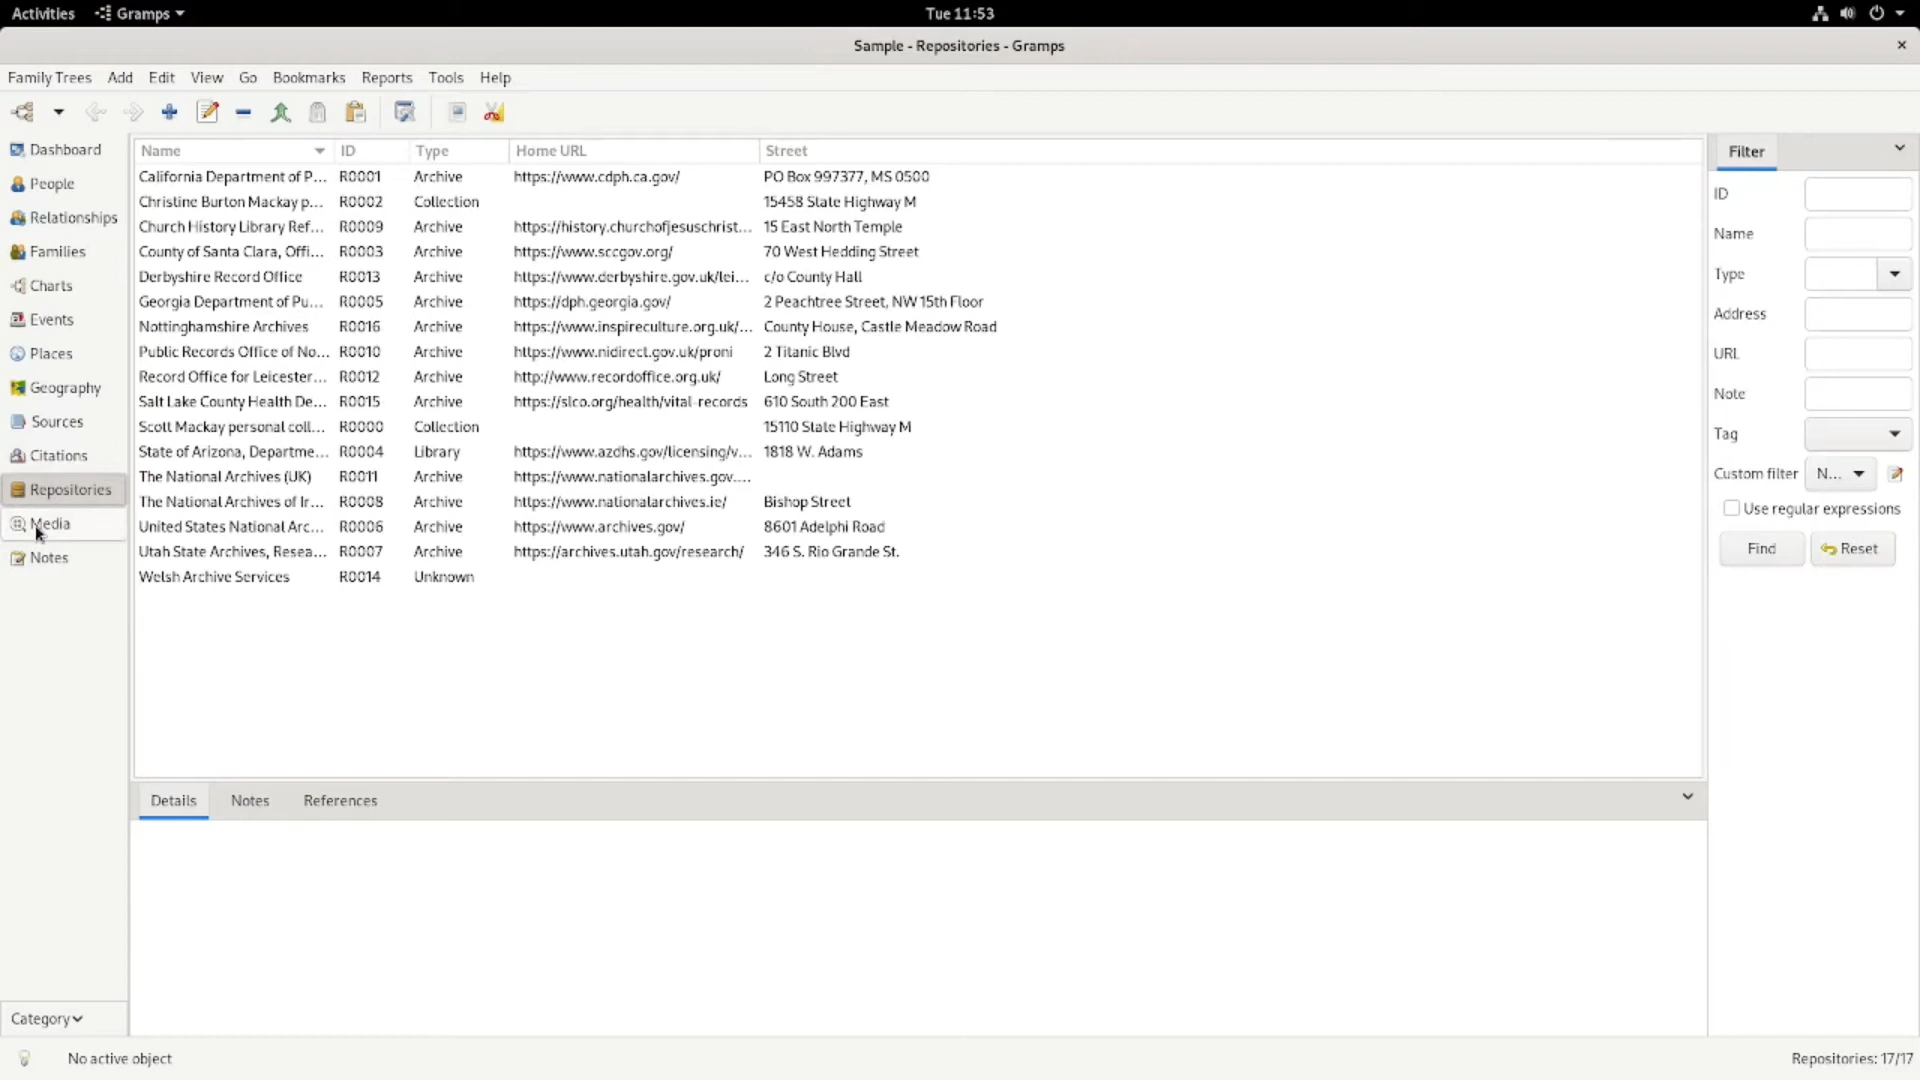 Activities Gramps Tue 11:53
Sample - Repositories - Gramps
Family Trees Add Edit View Go Bookmarks Reports Tools Help
Dashboard
People
Relationships
Families
Charts
Events
Places
Geography
Sources
Citations
Repositories
Media
Notes
Category
Name ID Type Home URL Street
California Department of P... R0001 Archive https://www.cdph.ca.gov/ PO Box 997377, MS 0500
Christine Burton Mackay p... R0002 Collection 15458 State Highway M
Church History Library Ref... R0009 Archive https://history.churchofjesuschrist... 15 East North Temple
County of Santa Clara, Offi... R0003 Archive https://www.sccgov.org/ 70 West Hedding Street
Derbyshire Record Office R0013 Archive https://www.derbyshire.gov.uk/lei... c/o County Hall
Georgia Department of Pu... R0005 Archive https://dph.georgia.gov/ 2 Peachtree Street, NW 15th Floor
Nottinghamshire Archives R0016 Archive https://www.inspireculture.org.uk/... County House, Castle Meadow Road
Public Records Office of No... R0010 Archive https://www.nidirect.gov.uk/proni 2 Titanic Blvd
Record Office for Leicester... R0012 Archive http://www.recordoffice.org.uk/ Long Street
Salt Lake County Health De... R0015 Archive https://slco.org/health/vital-records 610 South 200 East
Scott Mackay personal coll... R0000 Collection 15110 State Highway M
State of Arizona, Departme... R0004 Library https://www.azdhs.gov/licensing/v... 1818 W. Adams
The National Archives (UK) R0011 Archive https://www.nationalarchives.gov....
The National Archives of Ir... R0008 Archive https://www.nationalarchives.ie/ Bishop Street
United States National Arc... R0006 Archive https://www.archives.gov/ 8601 Adelphi Road
Utah State Archives, Resea... R0007 Archive https://archives.utah.gov/research/ 346 S. Rio Grande St.
Welsh Archive Services R0014 Unknown
Details Notes References
Filter
ID
Name
Type
Address
URL
Note
Tag
Custom filter N...
Use regular expressions
Find Reset
No active object Repositories: 17/17